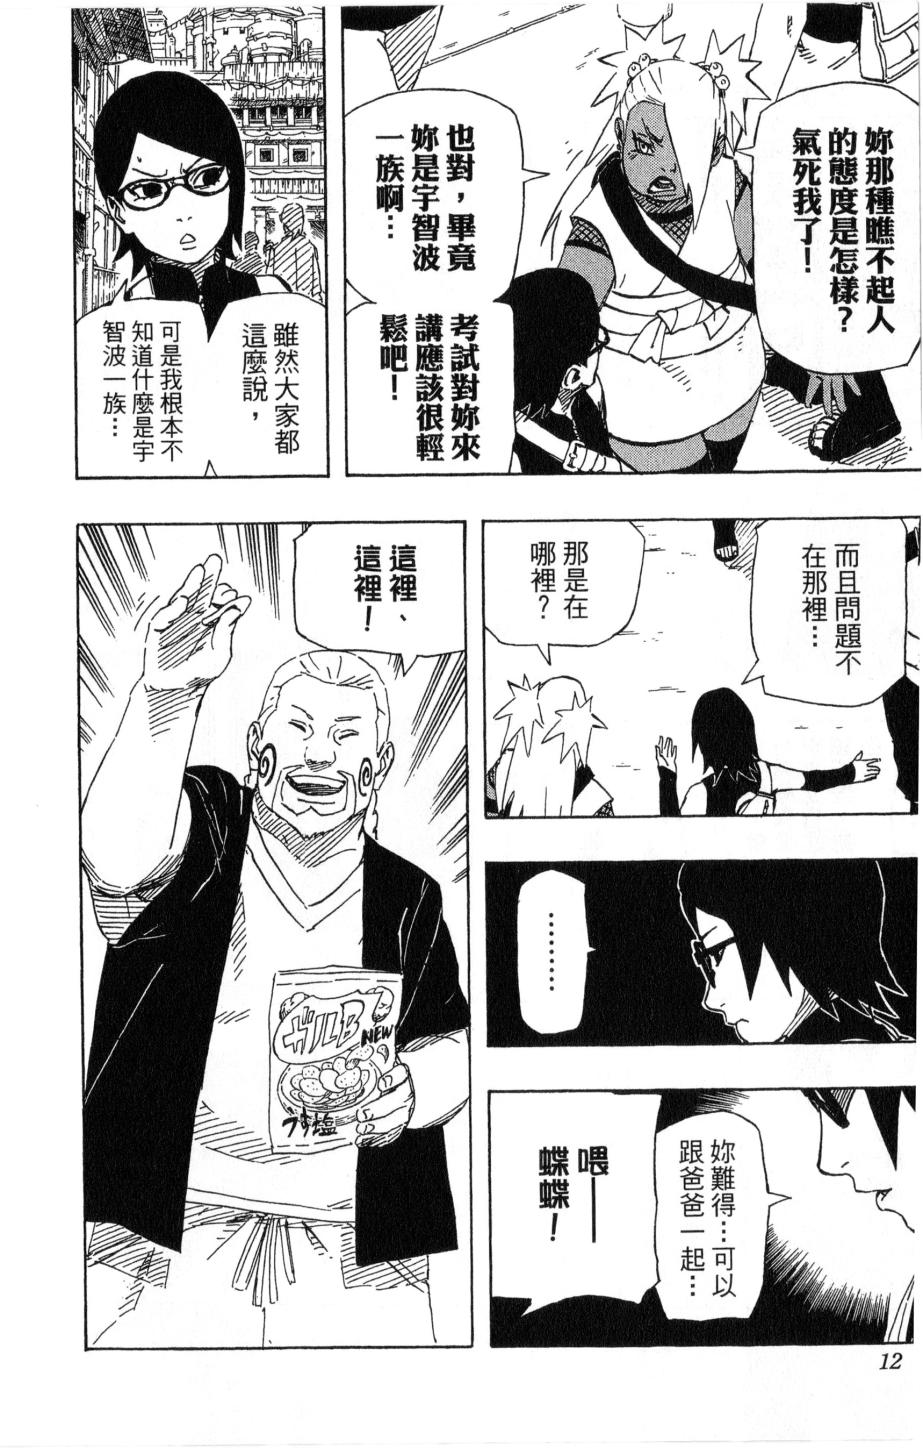 妳那種瞧不起人
的態度是怎樣?
氣死我了!
也對,畢竟
妳是宇智波
一族啊…
考試對妳來
講應該很輕
鬆吧!
雖然大家都
這麼說,
可是我根本不
知道什麼是宇
智波一族…
而且問題不
在那裡…
那是在
哪裡?
………
妳難得…可以
跟爸爸一起…
喂——
蝶蝶!
這裡、
這裡!
ガルB
NEW
うす塩
12